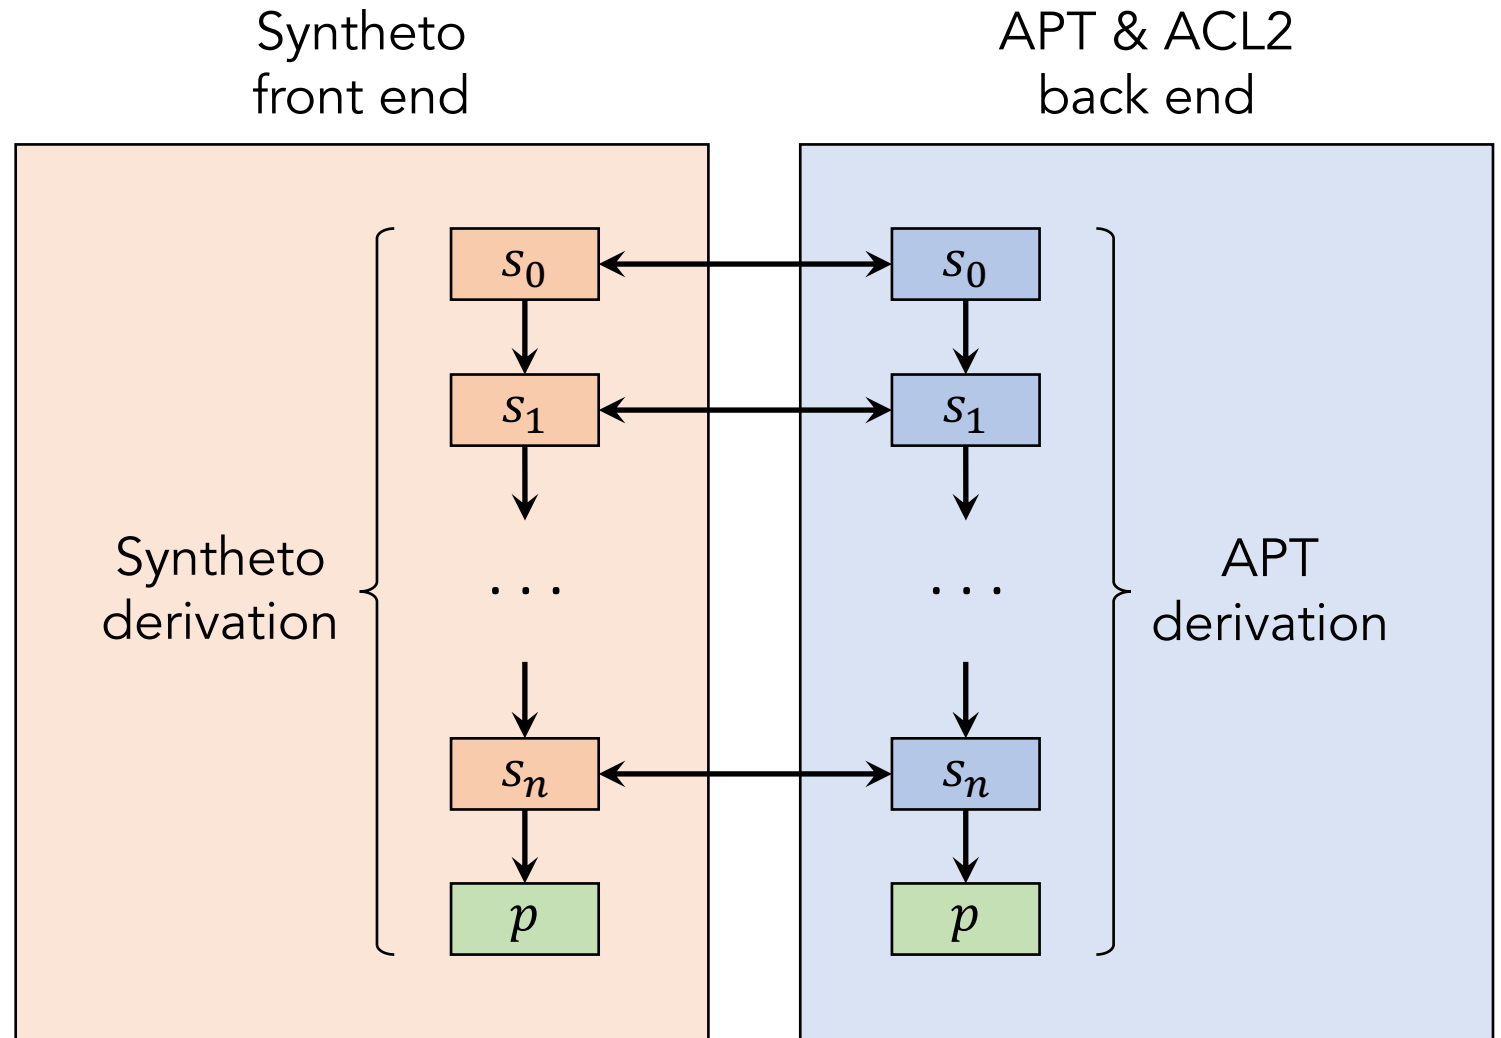 Syntheto
front end
APT & ACL2
back end
s₀
s₀
s₁
s₁
Syntheto
derivation
. . .
. . .
APT
derivation
sₙ
sₙ
p
p